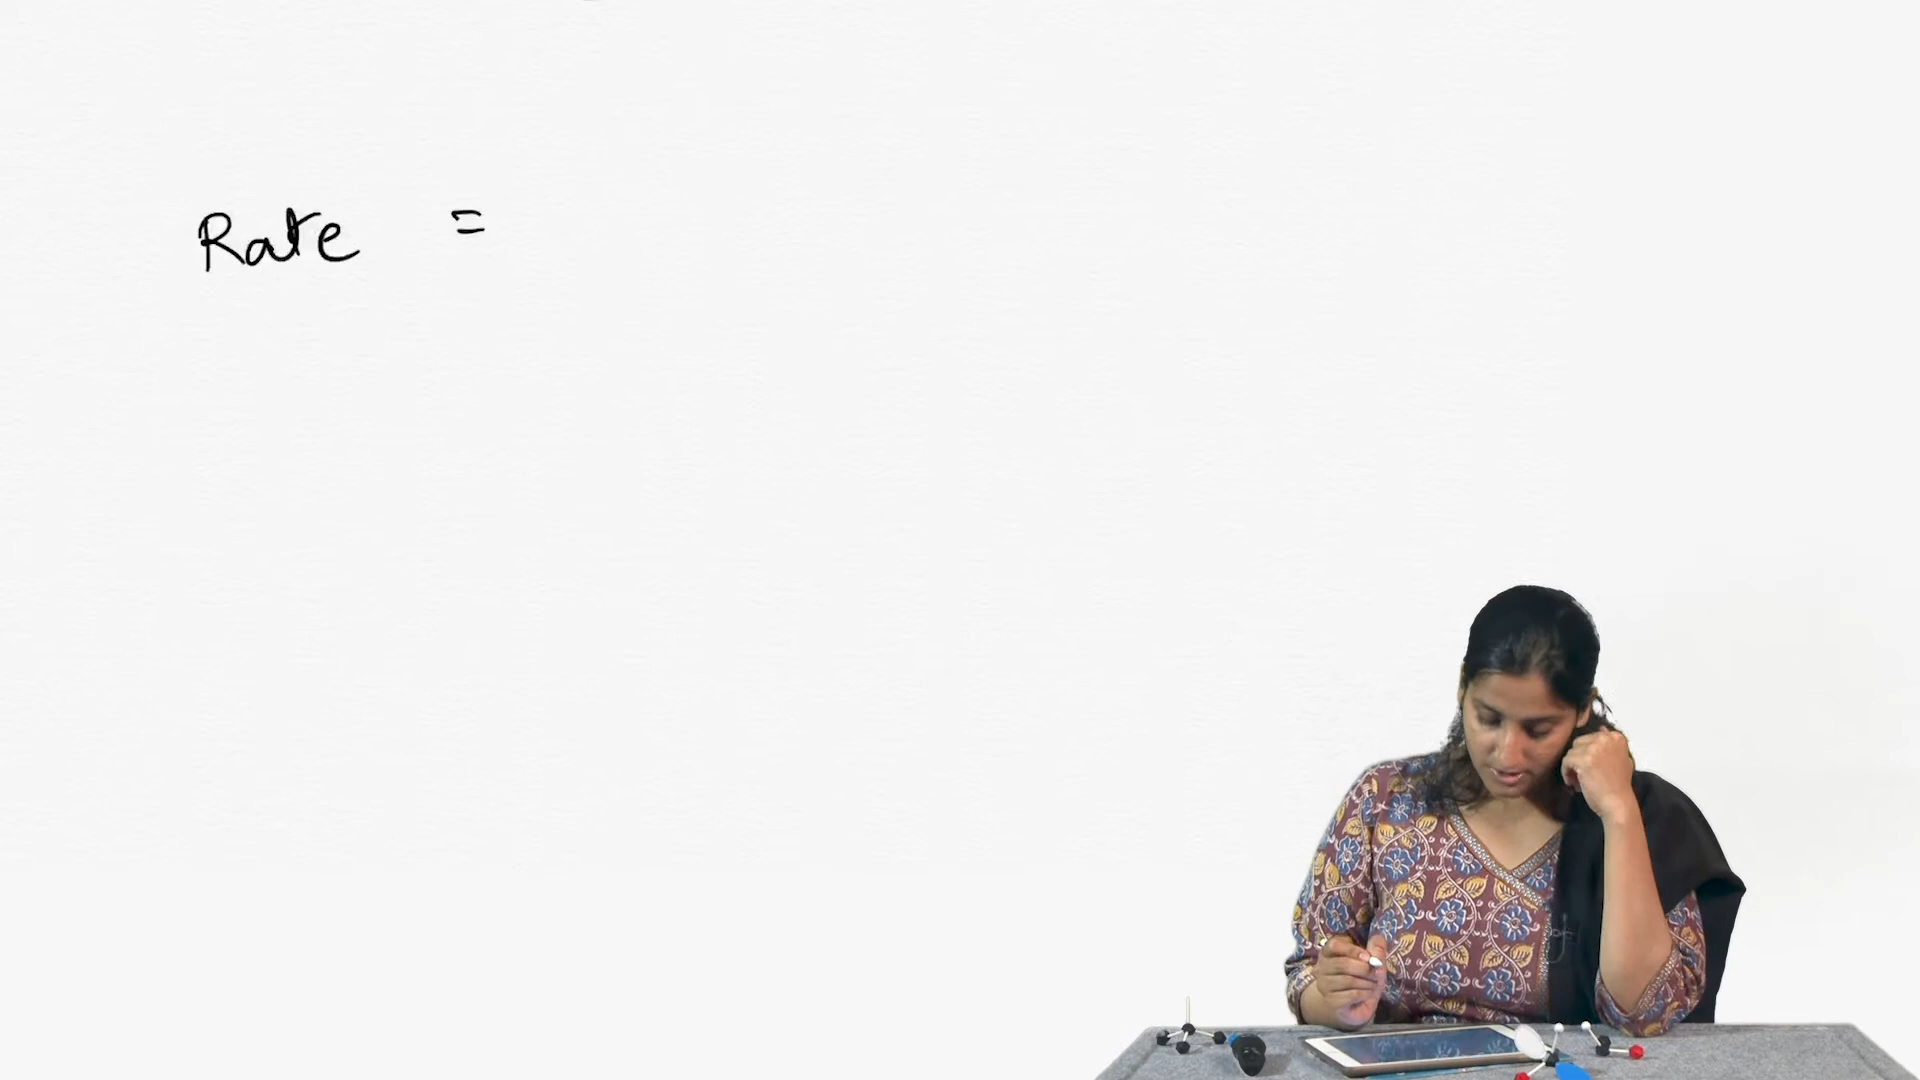 Rate =